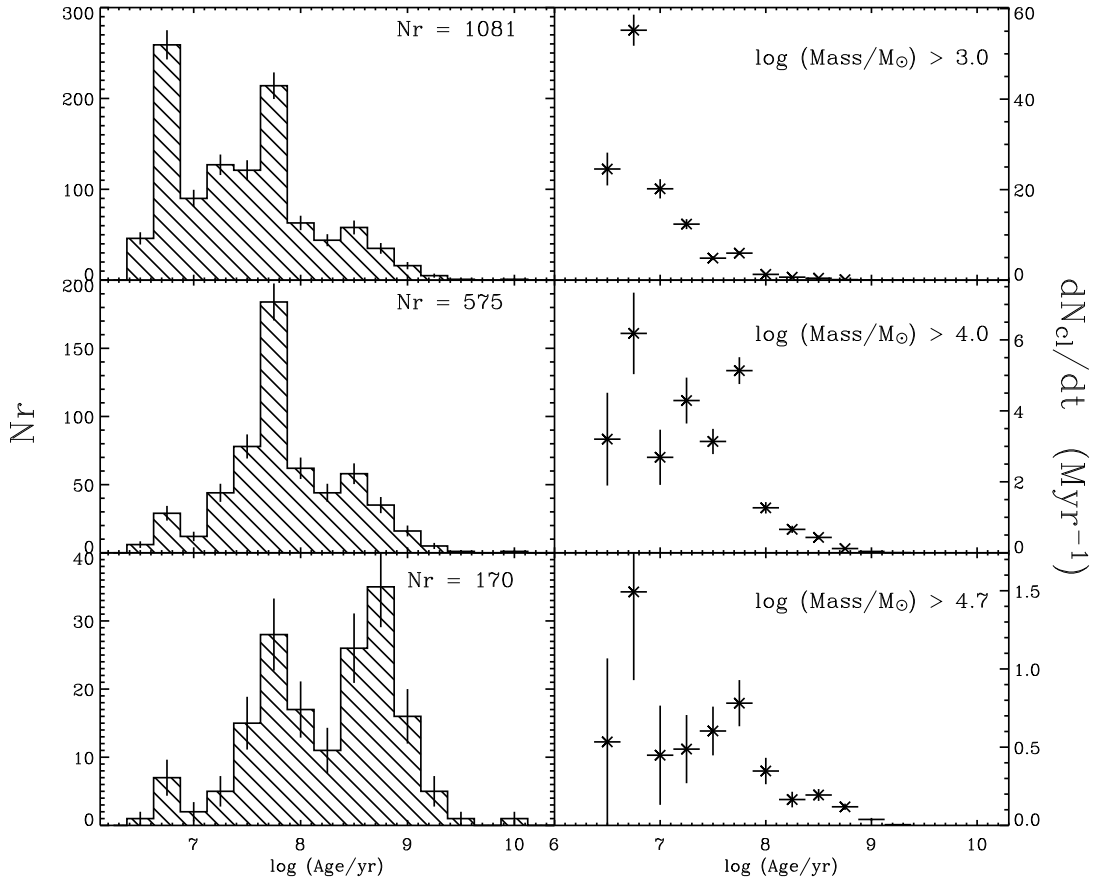 300
200
100
0
Nr = 1081
60
40
20
0
log (Mass/M☉) > 3.0
200
150
100
50
0
Nr = 575
6
4
2
0
log (Mass/M☉) > 4.0
40
30
20
10
0
Nr = 170
1.5
1.0
0.5
0.0
log (Mass/M☉) > 4.7
Nr
dNcl/dt (Myr⁻¹)
7 8 9 10
6 7 8 9 10
log (Age/yr)
log (Age/yr)